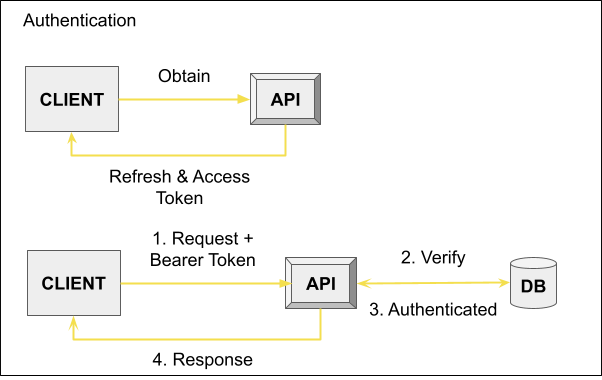 Authentication
Obtain
CLIENT
API
Refresh & Access
Token
1. Request +
Bearer Token
2. Verify
CLIENT
API
DB
3. Authenticated
4. Response